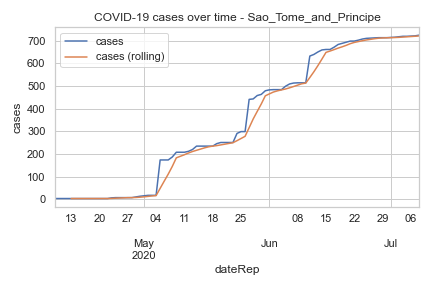 COVID-19 cases over time - Sao_Tome_and_Principe
cases
cases (rolling)
700
600
500
400
300
200
100
0
cases
13 20 27 04 11 18 25 08 15 22 29 06
May Jun Jul
2020
dateRep